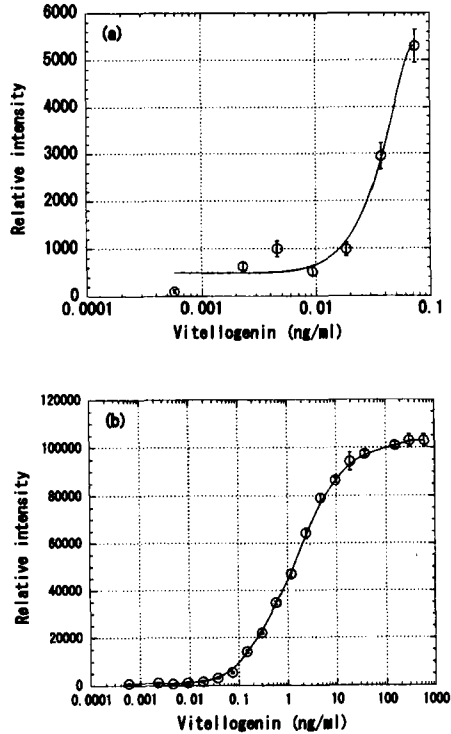 (a)
6000
5000
4000
3000
2000
1000
0
Relative intensity
0.0001 0.001 0.01 0.1
Vitellogenin (ng/ml)
(b)
120000
100000
80000
60000
40000
20000
0
Relative intensity
0.0001 0.001 0.01 0.1 1 10 100 1000
Vitellogenin (ng/ml)